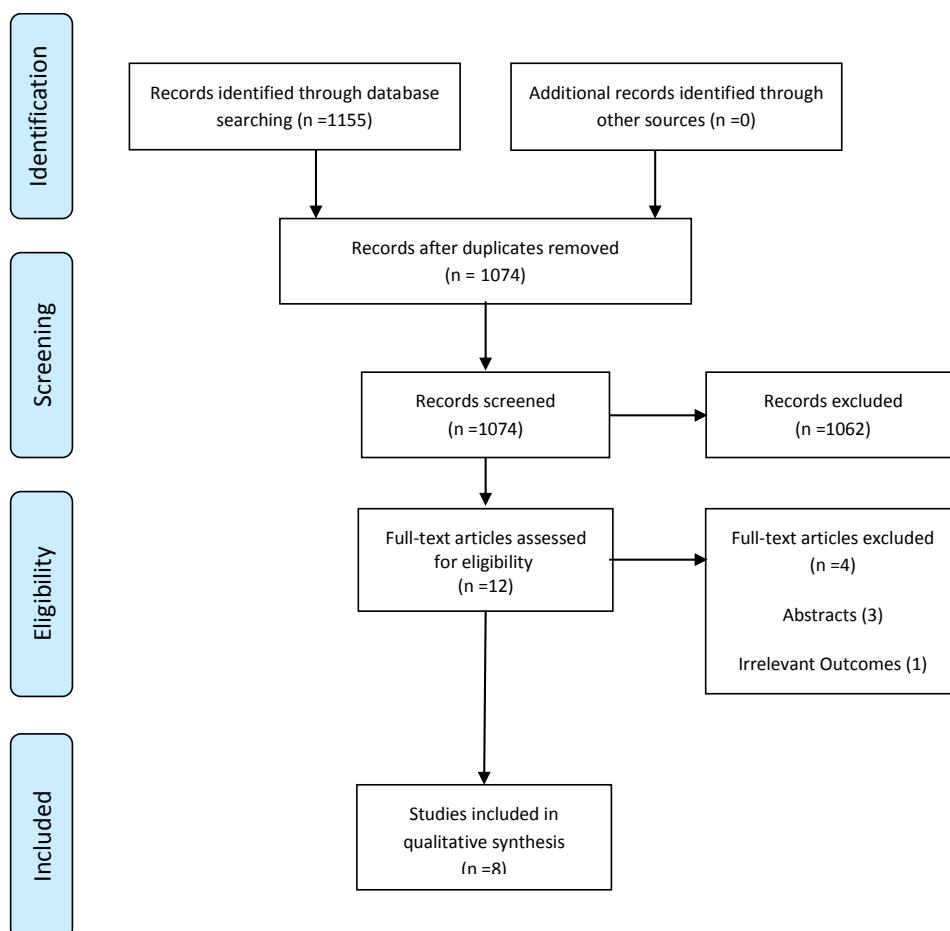 Identification
Records identified through database
searching (n =1155)
Additional records identified through
other sources (n =0)
Records after duplicates removed
(n = 1074)
Screening
Records screened
(n =1074)
Records excluded
(n =1062)
Eligibility
Full-text articles assessed
for eligibility
(n =12)
Full-text articles excluded
(n =4)
Abstracts (3)
Irrelevant Outcomes (1)
Included
Studies included in
qualitative synthesis
(n =8)